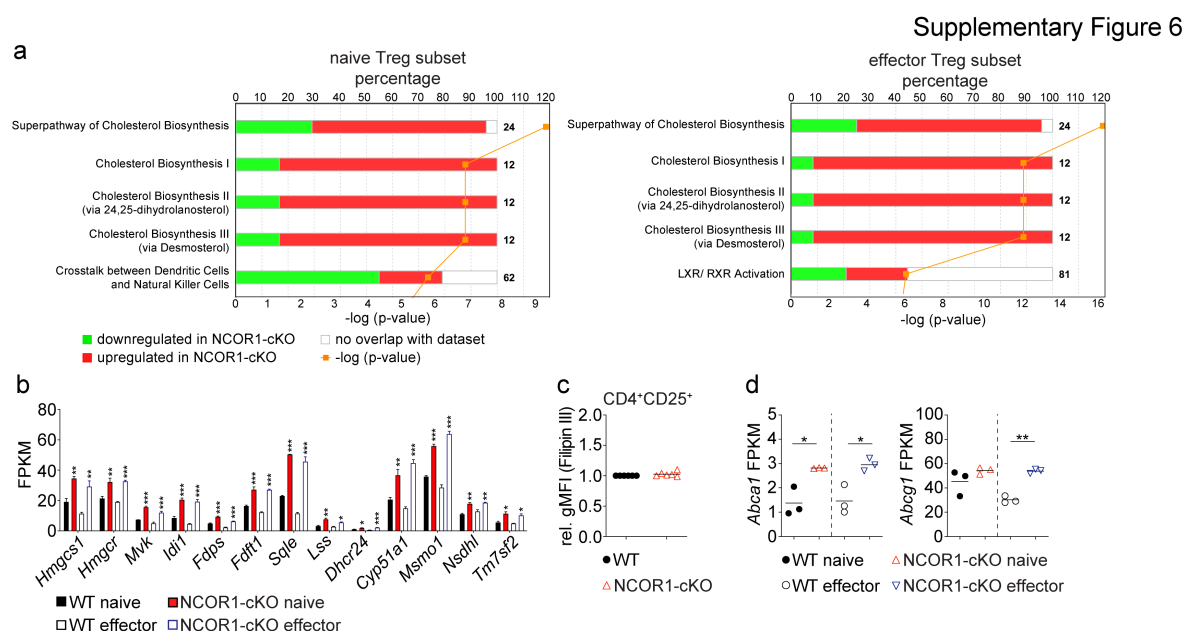 Supplementary Figure 6
a
naive Treg subset
percentage
0 10 20 30 40 50 60 70 80 90 100 110 120
Superpathway of Cholesterol Biosynthesis
24
Cholesterol Biosynthesis I
12
Cholesterol Biosynthesis II
(via 24,25-dihydrolanosterol)
12
Cholesterol Biosynthesis III
(via Desmosterol)
12
Crosstalk between Dendritic Cells
and Natural Killer Cells
62
0 1 2 3 4 5 6 7 8 9
-log (p-value)
effector Treg subset
percentage
0 10 20 30 40 50 60 70 80 90 100 110 120
Superpathway of Cholesterol Biosynthesis
24
Cholesterol Biosynthesis I
12
Cholesterol Biosynthesis II
(via 24,25-dihydrolanosterol)
12
Cholesterol Biosynthesis III
(via Desmosterol)
12
LXR/ RXR Activation
81
0 2 4 6 8 10 12 14 16
-log (p-value)
downregulated in NCOR1-cKO
no overlap with dataset
upregulated in NCOR1-cKO
-log (p-value)
b
FPKM
80
60
40
20
0
** ** *** *** ** *** *** *** *** *** *** *** *** ** * * *** ** *** *** *** ** ** * *
Hmgcs1 Hmgcr Mvk Idi1 Fdps Fdft1 Sqle Lss Dhcr24 Cyp51a1 Msmo1 Nsdhl Tm7sf2
WT naive
NCOR1-cKO naive
WT effector
NCOR1-cKO effector
c
CD4+CD25+
rel. gMFI (Filipin III)
2.0
1.5
1.0
0.5
0.0
WT
NCOR1-cKO
d
Abca1 FPKM
5
4
3
2
1
0
* *
Abcg1 FPKM
100
80
60
40
20
0
**
WT naive
NCOR1-cKO naive
WT effector
NCOR1-cKO effector